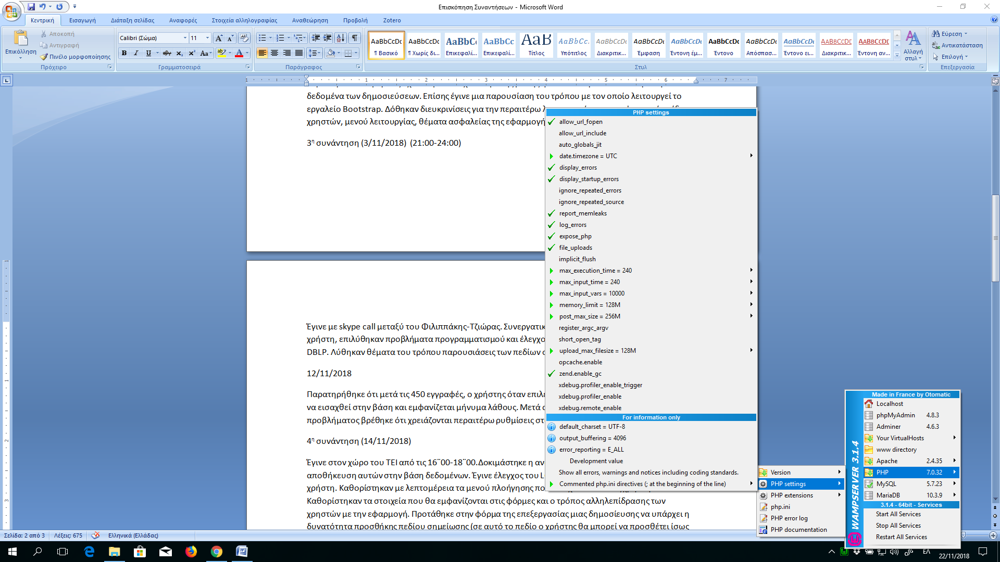 Επισκόπηση Συναντήσεων - Microsoft Word
Κεντρική Εισαγωγή Διάταξη σελίδας Αναφορές Στοιχεία αλληλογραφίας Αναθεώρηση Προβολή Zotero
Επικόλληση
Αποκοπή
Αντιγραφή
Πινέλο μορφοποίησης
Πρόχειρο
Calibri (Σώμα) 11
Γραμματοσειρά
Παράγραφος
AaBbCcDc AaBbCcDc AaBbC AaBbCc AaB AaBbCc. AaBbCcDc AaBbCcDc AaBbCcDc AaBbCcDc AaBbCcDc AaBbCcDc AABBCCDD AABBCCDD
¶ Βασικό ¶ Χωρίς δι... Επικεφαλί... Επικεφαλί... Τίτλος Υπότιτλος Διακριτικ... Έμφαση Έντονη έμ... Έντονο Απόσπασ... Έντονο ει... Διακριτικ... Έντονη αν...
Αλλαγή στυλ
Στυλ
Εύρεση
Αντικατάσταση
Επιλογή
Επεξεργασία
1 1 2 3 4 5 6 7
δεδομένα των δημοσιεύσεων. Επίσης έγινε μια παρουσίαση του τρόπου με τον οποίο λειτουργεί το
εργαλείο Bootstrap. Δόθηκαν διευκρινίσεις για την περαιτέρω
χρηστών, μενού λειτουργίας, θέματα ασφαλείας της εφαρμογή
3η συνάντηση (3/11/2018) (21:00-24:00)
Έγινε με skype call μεταξύ του Φιλιππάκης-Τζιώρας. Συνεργατικ
χρήστη, επιλύθηκαν προβλήματα προγραμματισμού και έλεγχο
DBLP. Λύθηκαν θέματα του τρόπου παρουσιάσεις των πεδίων
12/11/2018
Παρατηρήθηκε ότι μετά τις 450 εγγραφές, ο χρήστης όταν επιλε
να εισαχθεί στην βάση και εμφανίζεται μήνυμα λάθους. Μετά
προβλήματος βρέθηκε ότι χρειάζονται περαιτέρω ρυθμίσεις στ
4η συνάντηση (14/11/2018)
Έγινε στον χώρο του ΤΕΙ από τις 16¨00-18¨00.Δοκιμάστηκε η αν
αποθήκευση αυτών στην βάση δεδομένων. Έγινε έλεγχος του L
χρήστη. Καθορίστηκαν με λεπτομέρεια τα μενού πλοήγησης πο
Καθορίστηκαν τα στοιχεία που θα εμφανίζονται στις φόρμες και ο τρόπος αλληλεπίδρασης των
χρηστών με την εφαρμογή. Προτάθηκε στην φόρμα της επεξεργασίας μιας δημοσίευσης να υπάρχει η
δυνατότητα προσθήκης πεδίου σημείωσης (σε αυτό το πεδίο ο χρήστης θα μπορεί να προσθέτει ίσως
PHP settings
allow_url_fopen
allow_url_include
auto_globals_jit
date.timezone = UTC
display_errors
display_startup_errors
ignore_repeated_errors
ignore_repeated_source
report_memleaks
log_errors
expose_php
file_uploads
implicit_flush
max_execution_time = 240
max_input_time = 240
max_input_vars = 10000
memory_limit = 128M
post_max_size = 256M
register_argc_argv
short_open_tag
upload_max_filesize = 128M
opcache.enable
zend.enable_gc
xdebug.profiler_enable_trigger
xdebug.profiler_enable
xdebug.remote_enable
For information only
default_charset = UTF-8
output_buffering = 4096
error_reporting = E_ALL
Development value
Show all errors, warnings and notices including coding standards.
Commented php.ini directives (; at the beginning of the line)
Version
PHP settings
PHP extensions
php.ini
PHP error log
PHP documentation
WAMPSERVER 3.1.4
Made in France by Otomatic
Localhost
phpMyAdmin 4.8.3
Adminer 4.6.3
Your VirtualHosts
www directory
Apache 2.4.35
PHP 7.0.32
MySQL 5.7.23
MariaDB 10.3.9
3.1.4 - 64bit - Services
Start All Services
Stop All Services
Restart All Services
Σελίδα: 2 από 3 Λέξεις: 675 Ελληνικά (Ελλάδας)
ΕΛ
22/11/2018